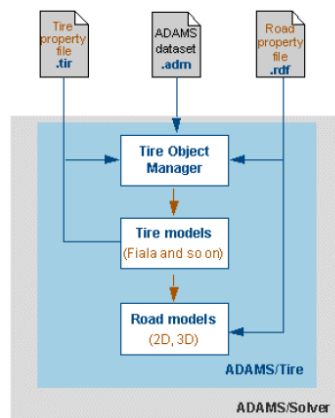 Tire
property
file
.tir
ADAMS
dataset
.adm
Road
property
file
.rdf
Tire Object
Manager
Tire models
(Fiala and so on)
Road models
(2D, 3D)
ADAMS/Tire
ADAMS/Solver